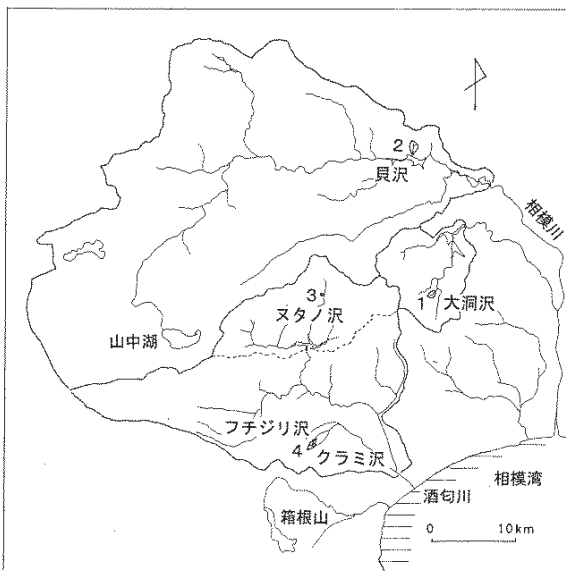 2
貝沢
相模川
3
ヌタノ沢
1
大洞沢
山中湖
フチジリ沢
4
クラミ沢
相模湾
酒匂川
箱根山
0 10km